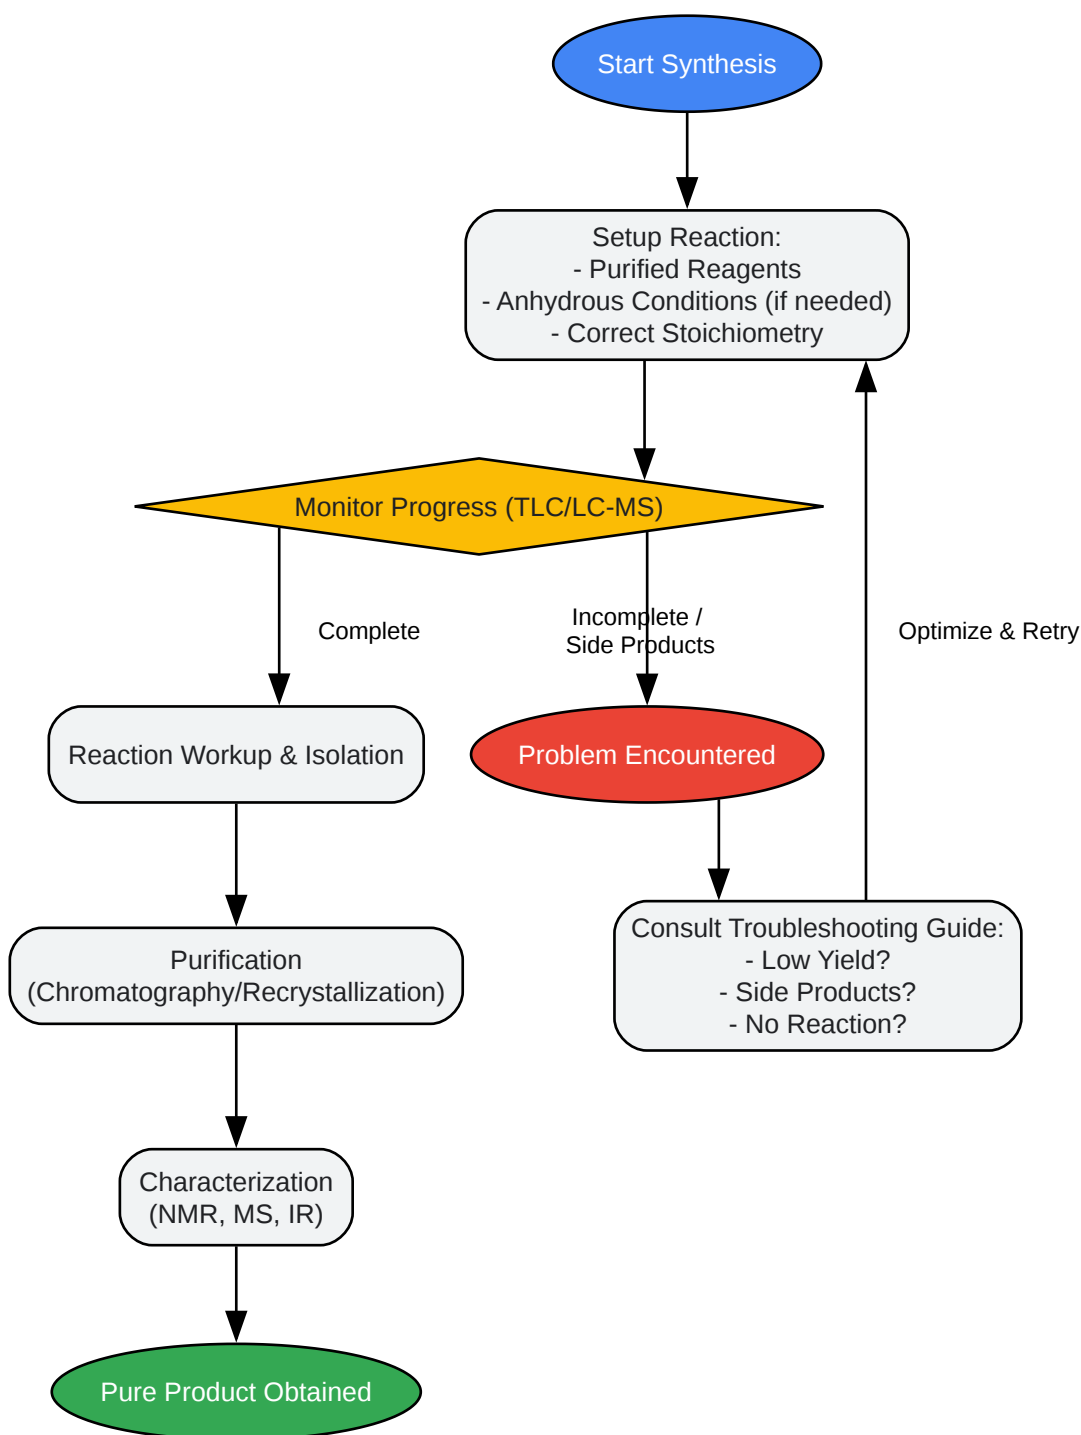 Start Synthesis
Setup Reaction:
- Purified Reagents
- Anhydrous Conditions (if needed)
- Correct Stoichiometry
Monitor Progress (TLC/LC-MS)
Complete
Incomplete /
Side Products
Optimize & Retry
Reaction Workup & Isolation
Problem Encountered
Consult Troubleshooting Guide:
- Low Yield?
- Side Products?
- No Reaction?
Purification
(Chromatography/Recrystallization)
Characterization
(NMR, MS, IR)
Pure Product Obtained